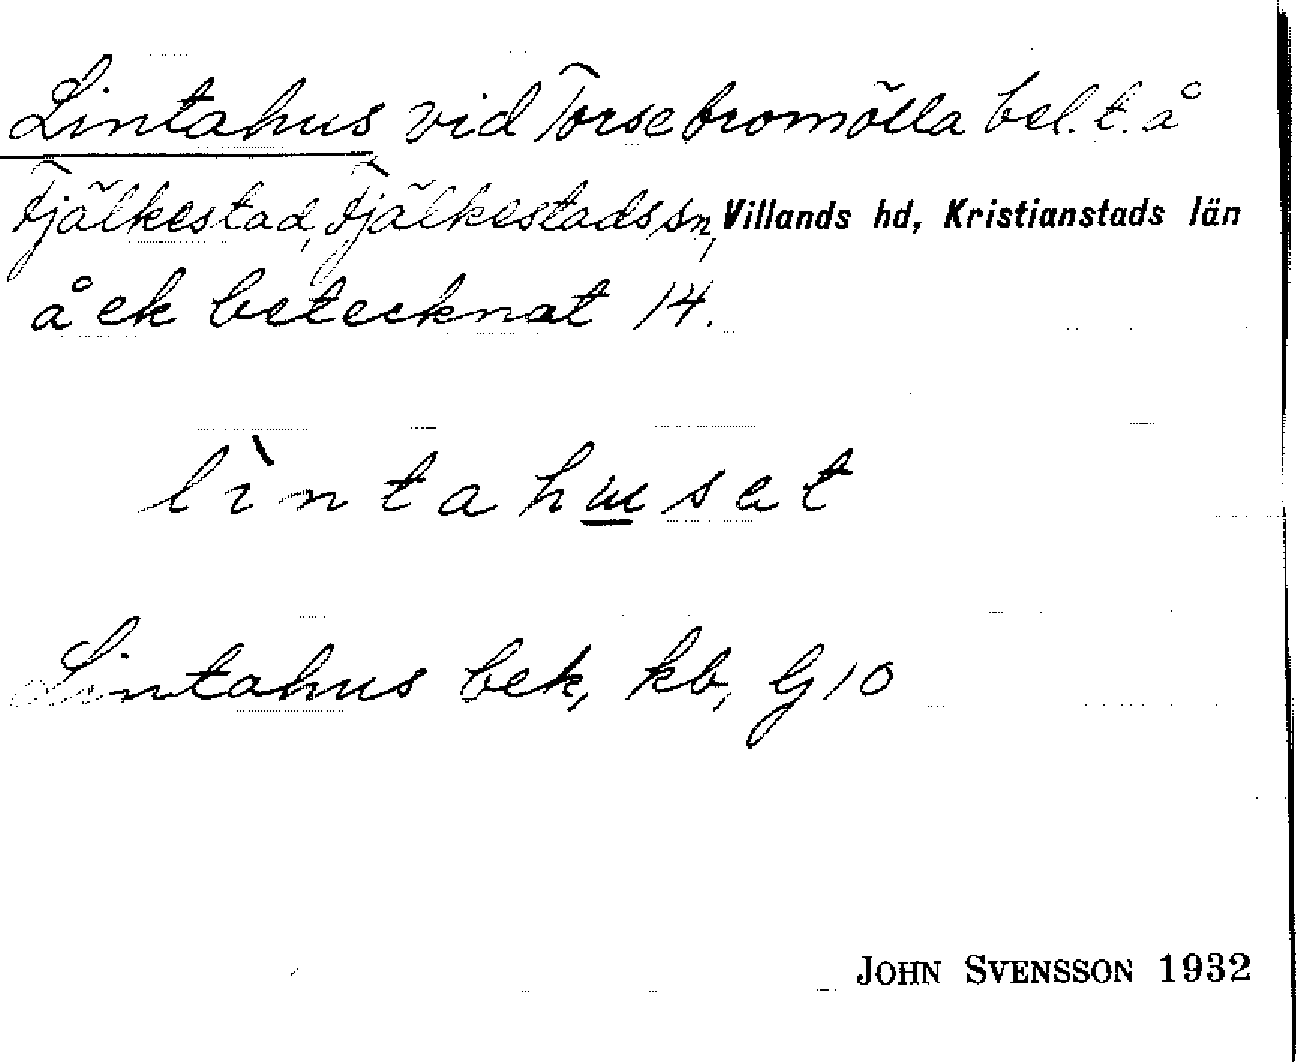 Lintahus vid Torsebromölla bel. t. å
Fjälkestad, Fjälkestads sn, Villands hd, Kristianstads län
å ek betecknat 14.
lìntahuset
Lintahus bek, kb, G 10
JOHN SVENSSON 1932